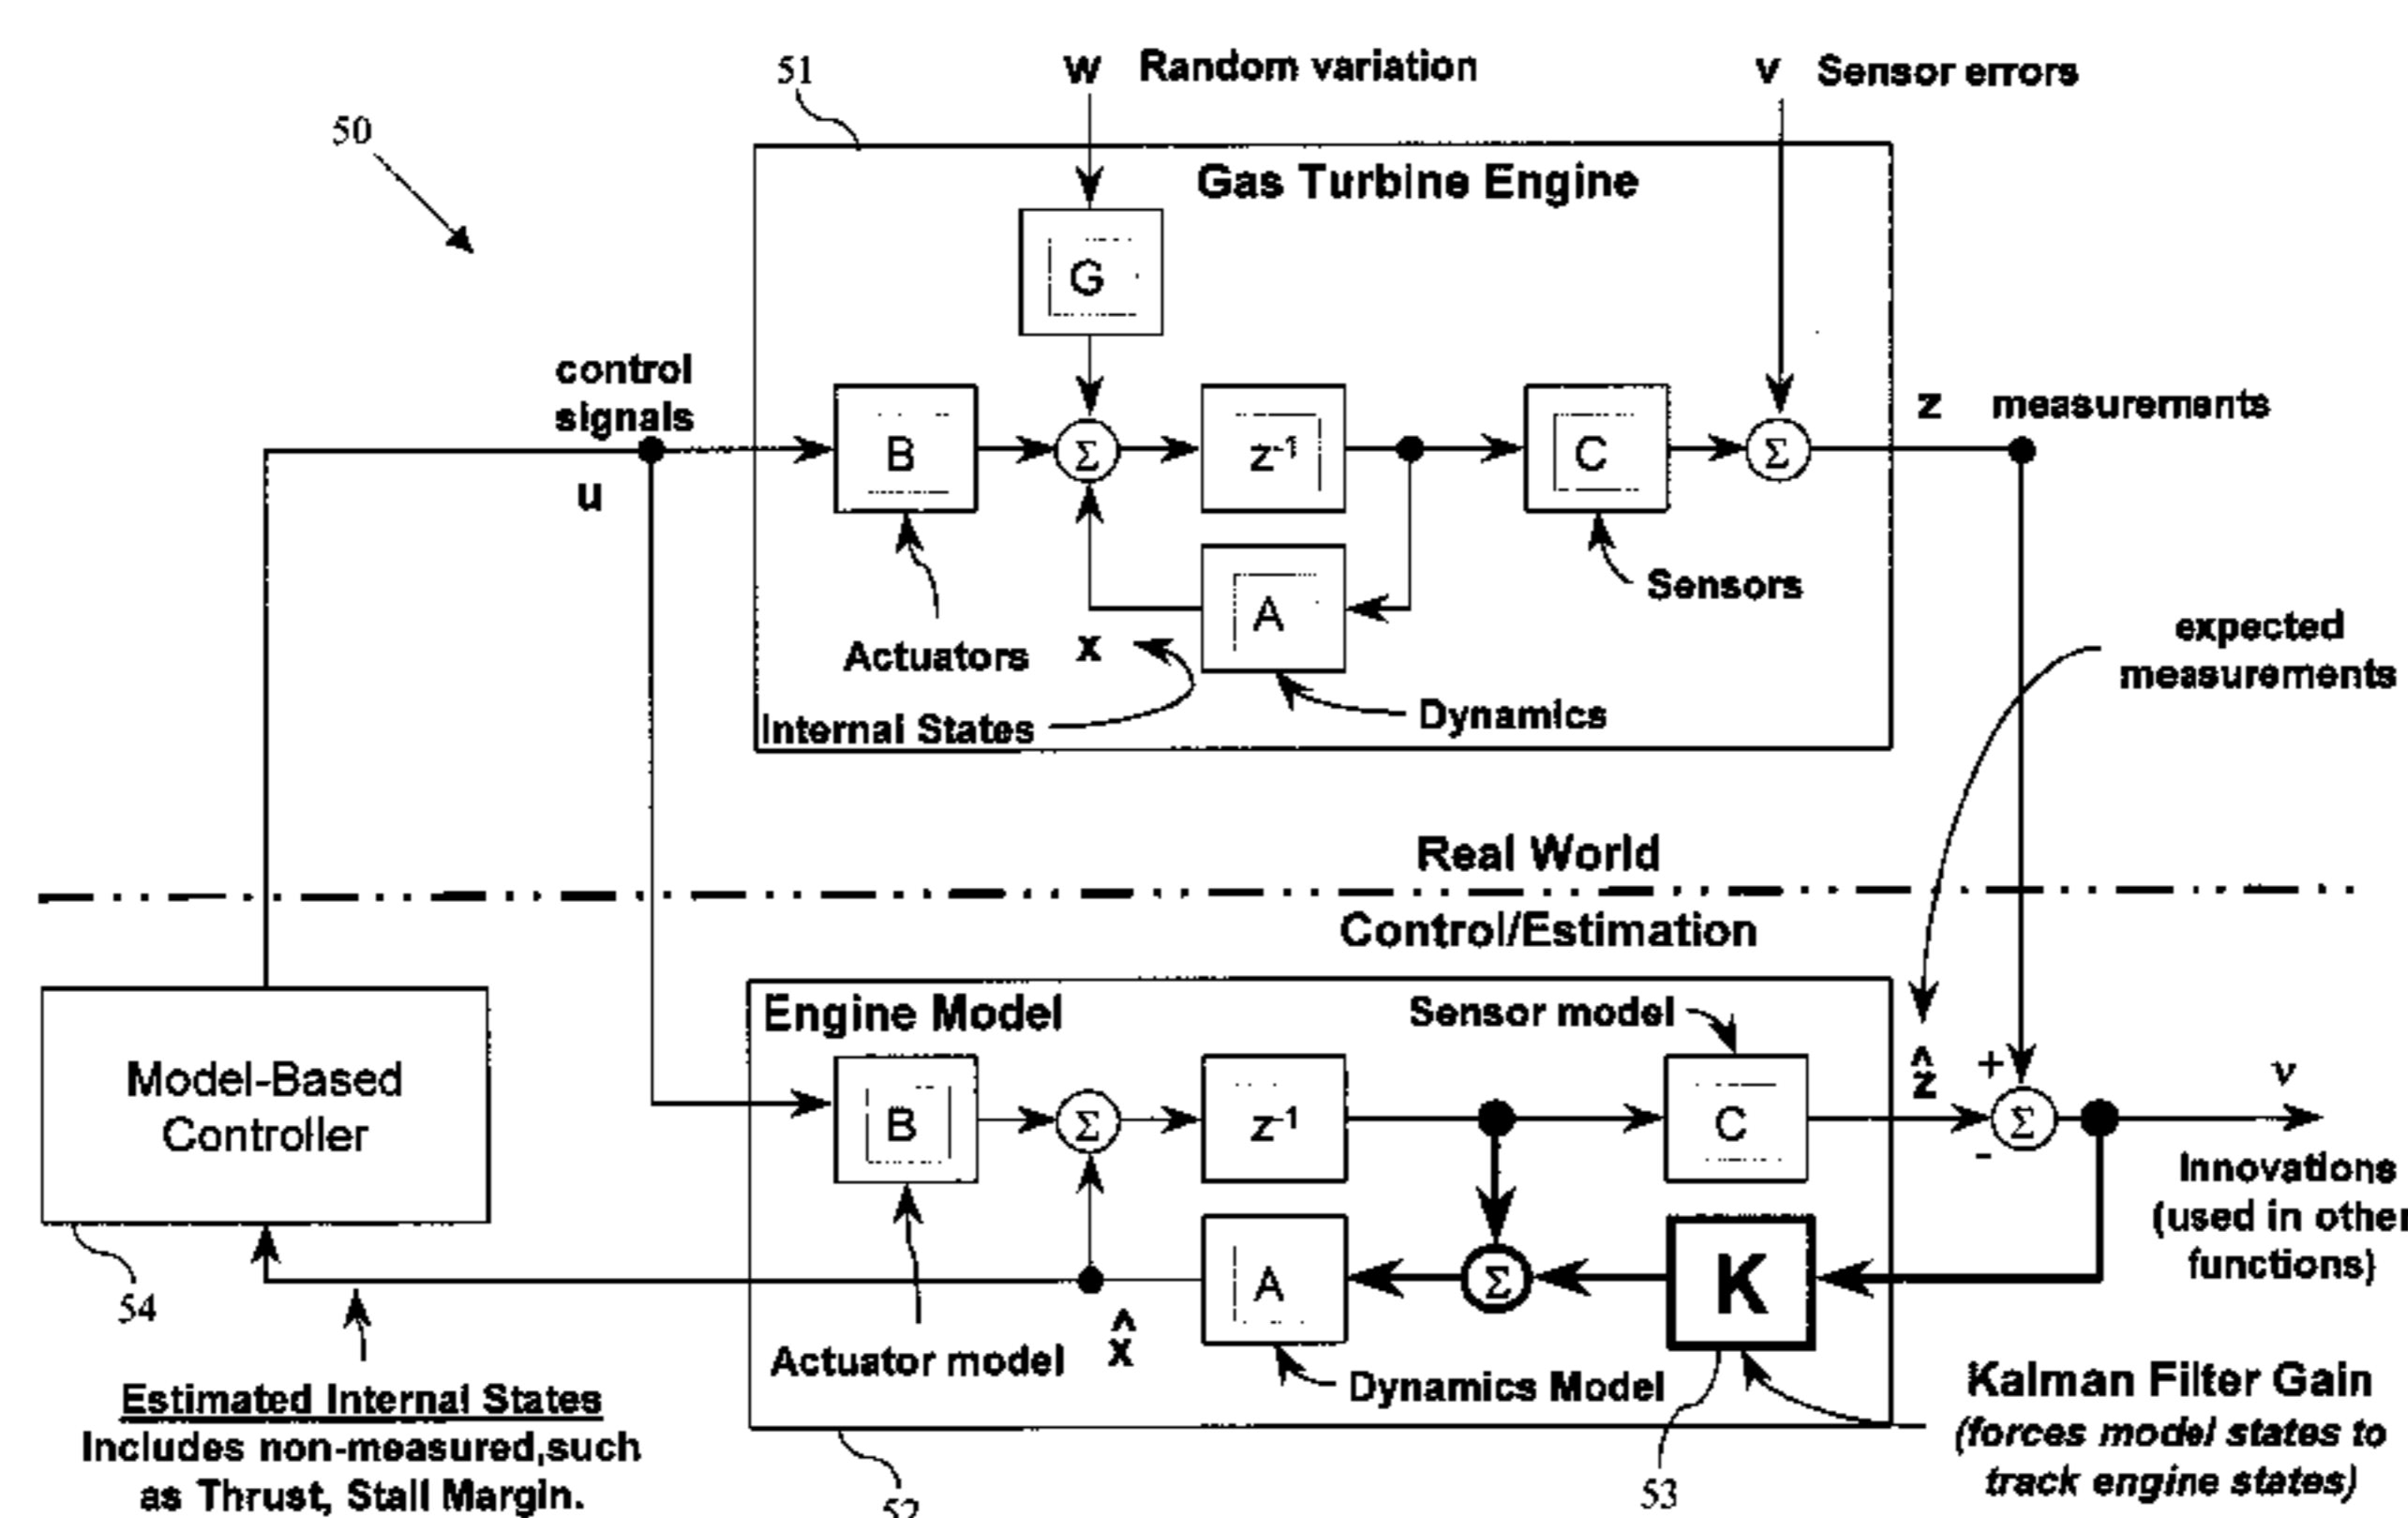 51
w Random variation
v Sensor errors
50
Gas Turbine Engine
G
control
signals
u
B
Σ
z-1
C
Σ
z measurements
A
Sensors
Actuators
x
Internal States
Dynamics
expected
measurements
Real World
Control/Estimation
Engine Model
Sensor model
Model-Based
Controller
B
Σ
z-1
C
ẑ
+
-
Σ
ν
Innovations
(used in other
functions)
A
Σ
K
54
x̂
Actuator model
Dynamics Model
Kalman Filter Gain
(forces model states to
track engine states)
Estimated Internal States
Includes non-measured,such
as Thrust, Stall Margin.
52
53